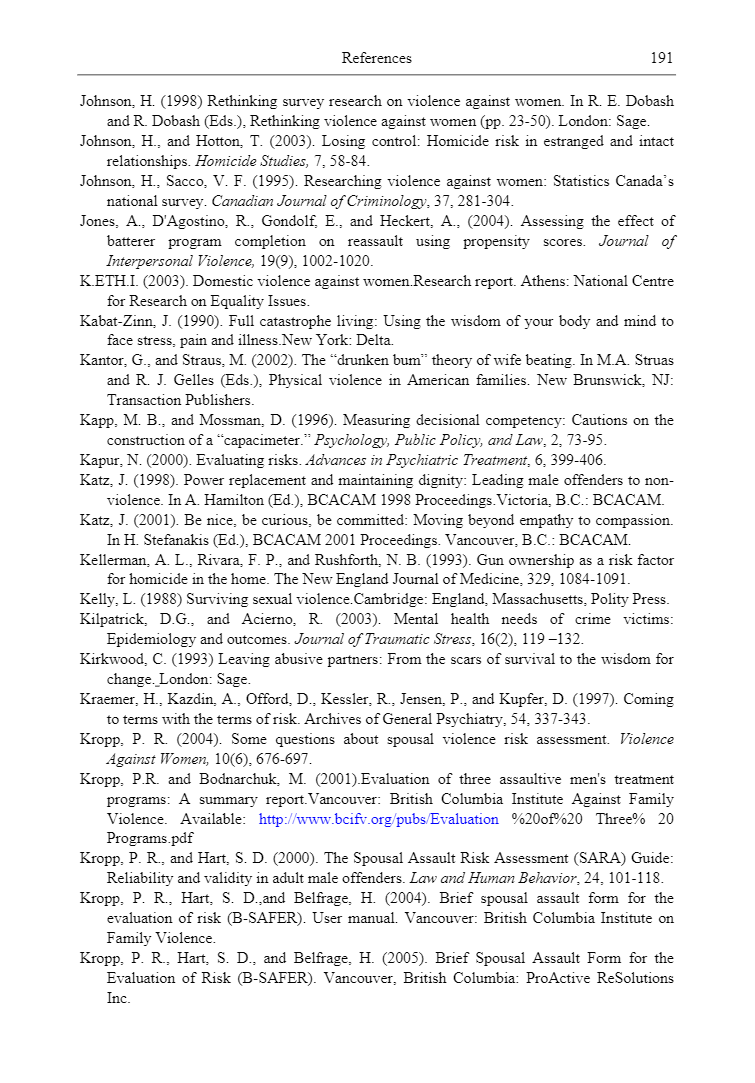 References 191
Johnson, H. (1998) Rethinking survey research on violence against women. In R. E. Dobash
and R. Dobash (Eds.), Rethinking violence against women (pp. 23-50). London: Sage.
Johnson, H., and Hotton, T. (2003). Losing control: Homicide risk in estranged and intact
relationships. Homicide Studies, 7, 58-84.
Johnson, H., Sacco, V. F. (1995). Researching violence against women: Statistics Canada's
national survey. Canadian Journal of Criminology, 37, 281-304.
Jones, A., D'Agostino, R., Gondolf, E., and Heckert, A., (2004). Assessing the effect of
batterer program completion on reassault using propensity scores. Journal of
Interpersonal Violence, 19(9), 1002-1020.
K.ETH.I. (2003). Domestic violence against women.Research report. Athens: National Centre
for Research on Equality Issues.
Kabat-Zinn, J. (1990). Full catastrophe living: Using the wisdom of your body and mind to
face stress, pain and illness.New York: Delta.
Kantor, G., and Straus, M. (2002). The “drunken bum” theory of wife beating. In M.A. Struas
and R. J. Gelles (Eds.), Physical violence in American families. New Brunswick, NJ:
Transaction Publishers.
Kapp, M. B., and Mossman, D. (1996). Measuring decisional competency: Cautions on the
construction of a “capacimeter.” Psychology, Public Policy, and Law, 2, 73-95.
Kapur, N. (2000). Evaluating risks. Advances in Psychiatric Treatment, 6, 399-406.
Katz, J. (1998). Power replacement and maintaining dignity: Leading male offenders to non-
violence. In A. Hamilton (Ed.), BCACAM 1998 Proceedings.Victoria, B.C.: BCACAM.
Katz, J. (2001). Be nice, be curious, be committed: Moving beyond empathy to compassion.
In H. Stefanakis (Ed.), BCACAM 2001 Proceedings. Vancouver, B.C.: BCACAM.
Kellerman, A. L., Rivara, F. P., and Rushforth, N. B. (1993). Gun ownership as a risk factor
for homicide in the home. The New England Journal of Medicine, 329, 1084-1091.
Kelly, L. (1988) Surviving sexual violence.Cambridge: England, Massachusetts, Polity Press.
Kilpatrick, D.G., and Acierno, R. (2003). Mental health needs of crime victims:
Epidemiology and outcomes. Journal of Traumatic Stress, 16(2), 119 –132.
Kirkwood, C. (1993) Leaving abusive partners: From the scars of survival to the wisdom for
change. London: Sage.
Kraemer, H., Kazdin, A., Offord, D., Kessler, R., Jensen, P., and Kupfer, D. (1997). Coming
to terms with the terms of risk. Archives of General Psychiatry, 54, 337-343.
Kropp, P. R. (2004). Some questions about spousal violence risk assessment. Violence
Against Women, 10(6), 676-697.
Kropp, P.R. and Bodnarchuk, M. (2001).Evaluation of three assaultive men's treatment
programs: A summary report.Vancouver: British Columbia Institute Against Family
Violence. Available: http://www.bcifv.org/pubs/Evaluation %20of%20 Three% 20
Programs.pdf
Kropp, P. R., and Hart, S. D. (2000). The Spousal Assault Risk Assessment (SARA) Guide:
Reliability and validity in adult male offenders. Law and Human Behavior, 24, 101-118.
Kropp, P. R., Hart, S. D.,and Belfrage, H. (2004). Brief spousal assault form for the
evaluation of risk (B-SAFER). User manual. Vancouver: British Columbia Institute on
Family Violence.
Kropp, P. R., Hart, S. D., and Belfrage, H. (2005). Brief Spousal Assault Form for the
Evaluation of Risk (B-SAFER). Vancouver, British Columbia: ProActive ReSolutions
Inc.